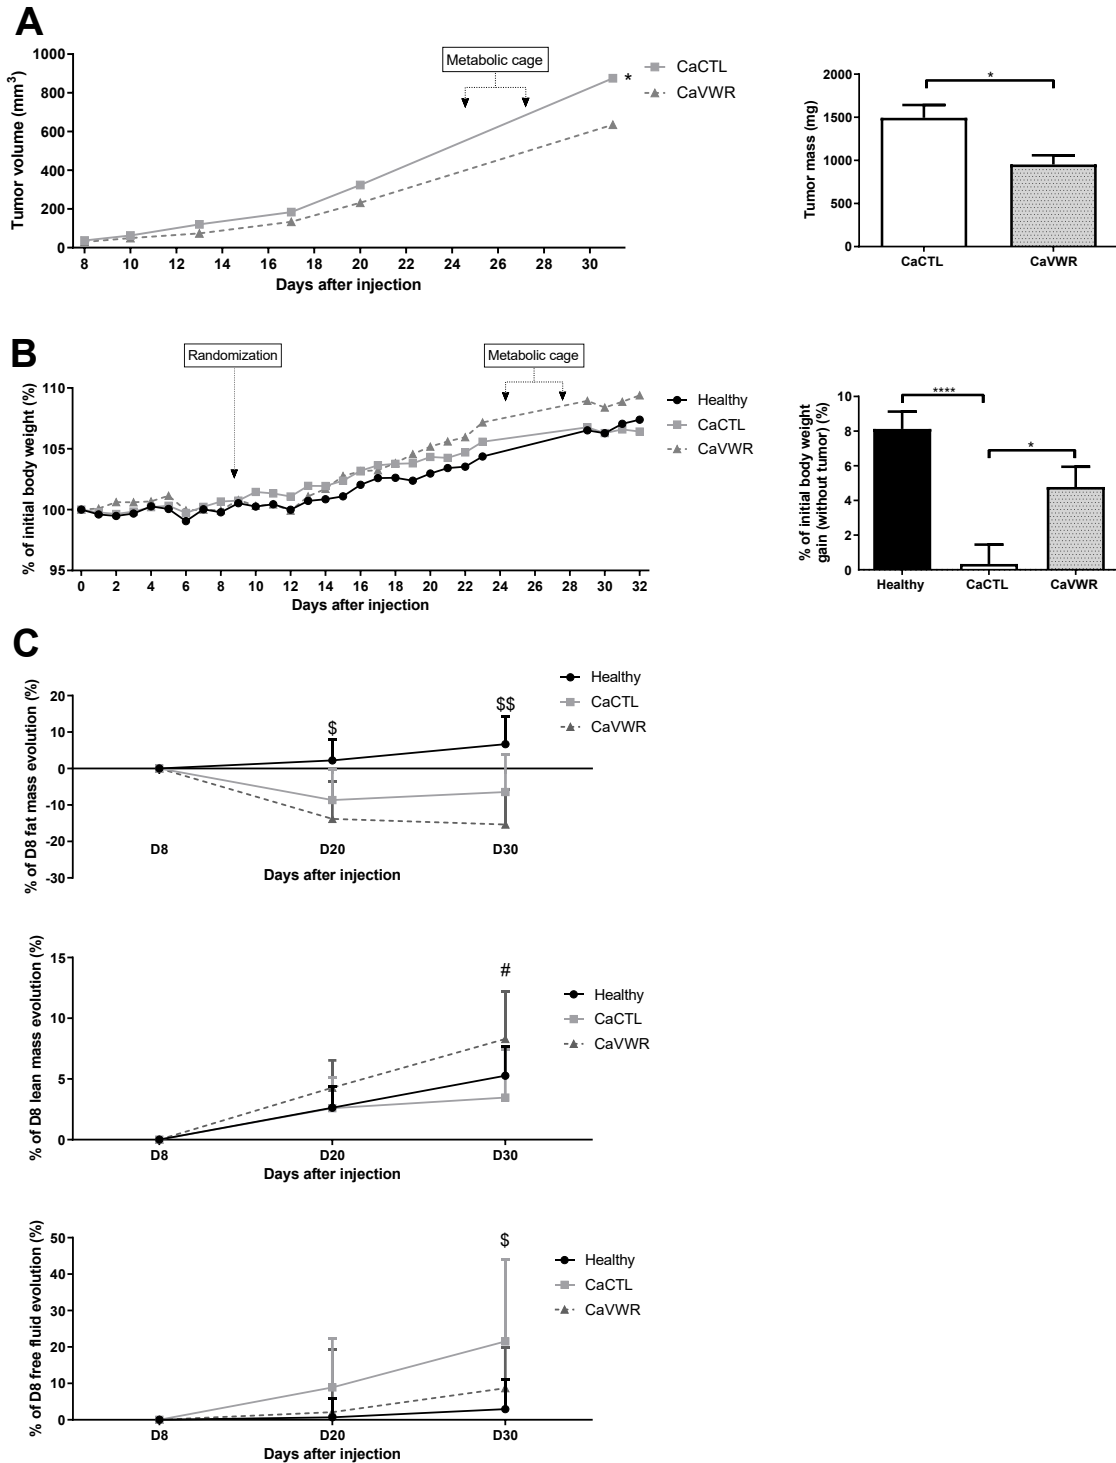 A
Tumor volume (mm3)
1000
800
600
400
200
0
8 10 12 14 16 18 20 22 24 26 28 30
Days after injection
Metabolic cage
CaCTL
CaVWR
*
Tumor mass (mg)
2000
1500
1000
500
0
*
CaCTL CaVWR
B
Randomization
Metabolic cage
% of initial body weight (%)
110
105
100
95
0 2 4 6 8 10 12 14 16 18 20 22 24 26 28 30 32
Days after injection
Healthy
CaCTL
CaVWR
% of initial body weight
gain (without tumor) (%)
10
8
6
4
2
0
****
*
Healthy CaCTL CaVWR
C
% of D8 fat mass evolution (%)
20
10
0
-10
-20
-30
$
$$
D8 D20 D30
Days after injection
Healthy
CaCTL
CaVWR
% of D8 lean mass evolution (%)
15
10
5
0
#
D8 D20 D30
Days after injection
Healthy
CaCTL
CaVWR
% of D8 free fluid evolution (%)
50
40
30
20
10
0
$
D8 D20 D30
Days after injection
Healthy
CaCTL
CaVWR